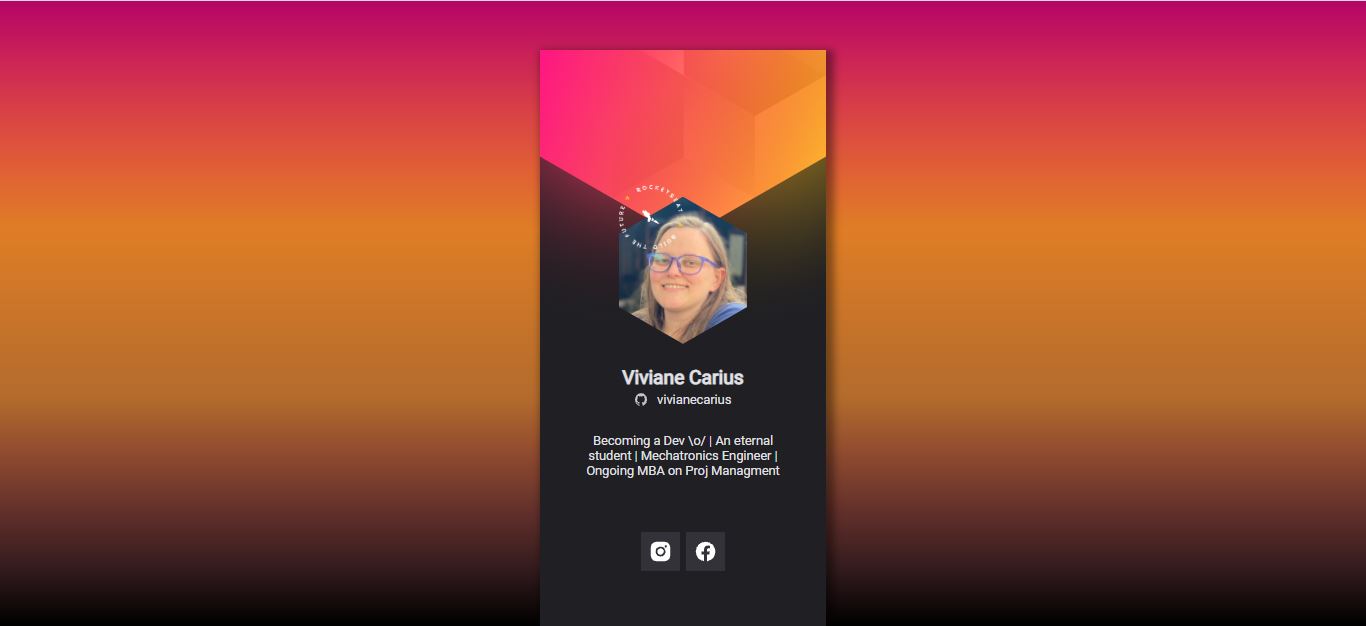 ROCKETSEAT
BUILD THE FUTURE
Viviane Carius
vivianecarius
Becoming a Dev \o/ | An eternal
student | Mechatronics Engineer |
Ongoing MBA on Proj Managment